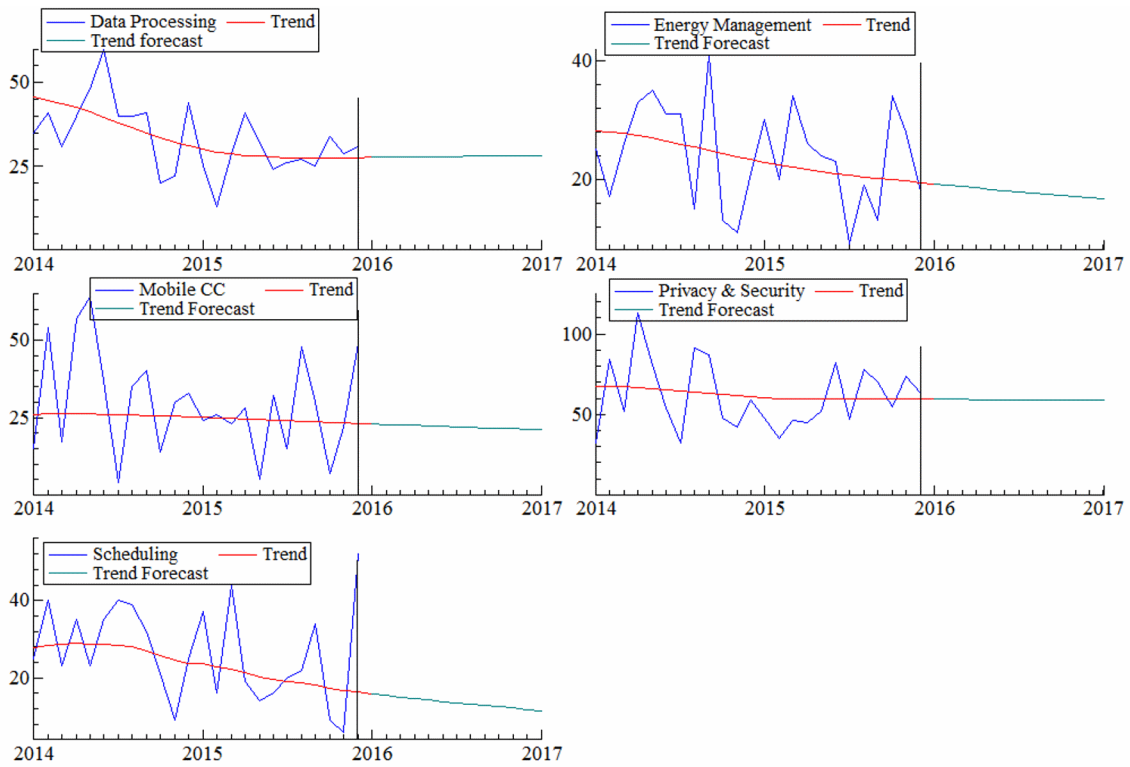 Data Processing Trend
Trend forecast
50
25
2014 2015 2016 2017
Energy Management Trend
Trend Forecast
40
20
2014 2015 2016 2017
Mobile CC Trend
Trend Forecast
50
25
2014 2015 2016 2017
Privacy & Security Trend
Trend Forecast
100
50
2014 2015 2016 2017
Scheduling Trend
Trend Forecast
40
20
2014 2015 2016 2017